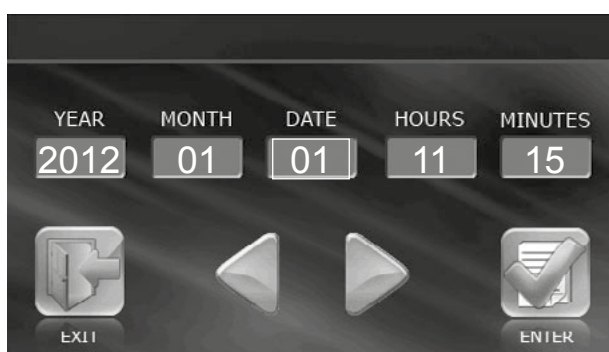 YEAR MONTH DATE HOURS MINUTES
2012 01 01 11 15
EXIT ENTER